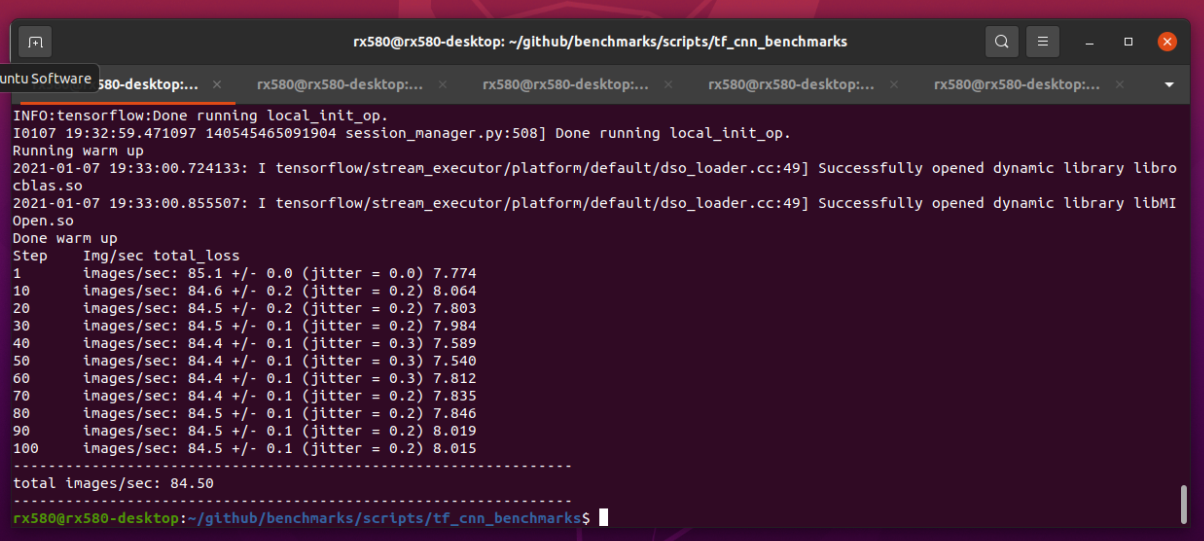 rx580@rx580-desktop: ~/github/benchmarks/scripts/tf_cnn_benchmarks
untu Software
580-desktop:... × rx580@rx580-desktop:... × rx580@rx580-desktop:... × rx580@rx580-desktop:... × rx580@rx580-desktop:... ×
INFO:tensorflow:Done running local_init_op.
I0107 19:32:59.471097 140545465091904 session_manager.py:508] Done running local_init_op.
Running warm up
2021-01-07 19:33:00.724133: I tensorflow/stream_executor/platform/default/dso_loader.cc:49] Successfully opened dynamic library libro
cblas.so
2021-01-07 19:33:00.855507: I tensorflow/stream_executor/platform/default/dso_loader.cc:49] Successfully opened dynamic library libMI
Open.so
Done warm up
Step Img/sec total_loss
1 images/sec: 85.1 +/- 0.0 (jitter = 0.0) 7.774
10 images/sec: 84.6 +/- 0.2 (jitter = 0.2) 8.064
20 images/sec: 84.5 +/- 0.2 (jitter = 0.2) 7.803
30 images/sec: 84.5 +/- 0.1 (jitter = 0.2) 7.984
40 images/sec: 84.4 +/- 0.1 (jitter = 0.3) 7.589
50 images/sec: 84.4 +/- 0.1 (jitter = 0.3) 7.540
60 images/sec: 84.4 +/- 0.1 (jitter = 0.3) 7.812
70 images/sec: 84.4 +/- 0.1 (jitter = 0.2) 7.835
80 images/sec: 84.5 +/- 0.1 (jitter = 0.2) 7.846
90 images/sec: 84.5 +/- 0.1 (jitter = 0.2) 8.019
100 images/sec: 84.5 +/- 0.1 (jitter = 0.2) 8.015
----------------------------------------------------------------
total images/sec: 84.50
----------------------------------------------------------------
rx580@rx580-desktop:~/github/benchmarks/scripts/tf_cnn_benchmarks$